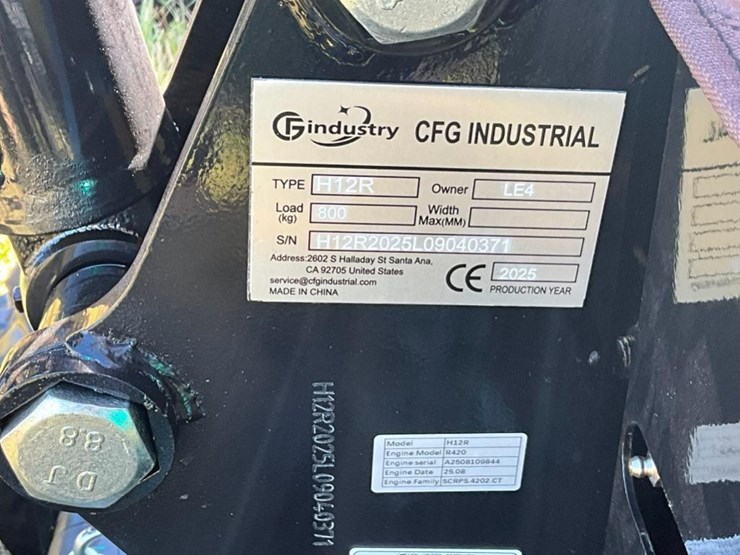 CFindustry CFG INDUSTRIAL
TYPE H12R Owner LE4
Load (kg) 800 Width Max(MM)
S/N H12R2025L09040371
Address:2602 S Halladay St Santa Ana,
CA 92705 United States
service@cfgindustrial.com
MADE IN CHINA
CE 2025
PRODUCTION YEAR
H12R2025L09040371
Model H12R
Engine Model R420
Engine serial A2508109844
Engine Date 25.08
Engine Family SCRPS.4202.CT
8.8
DJ